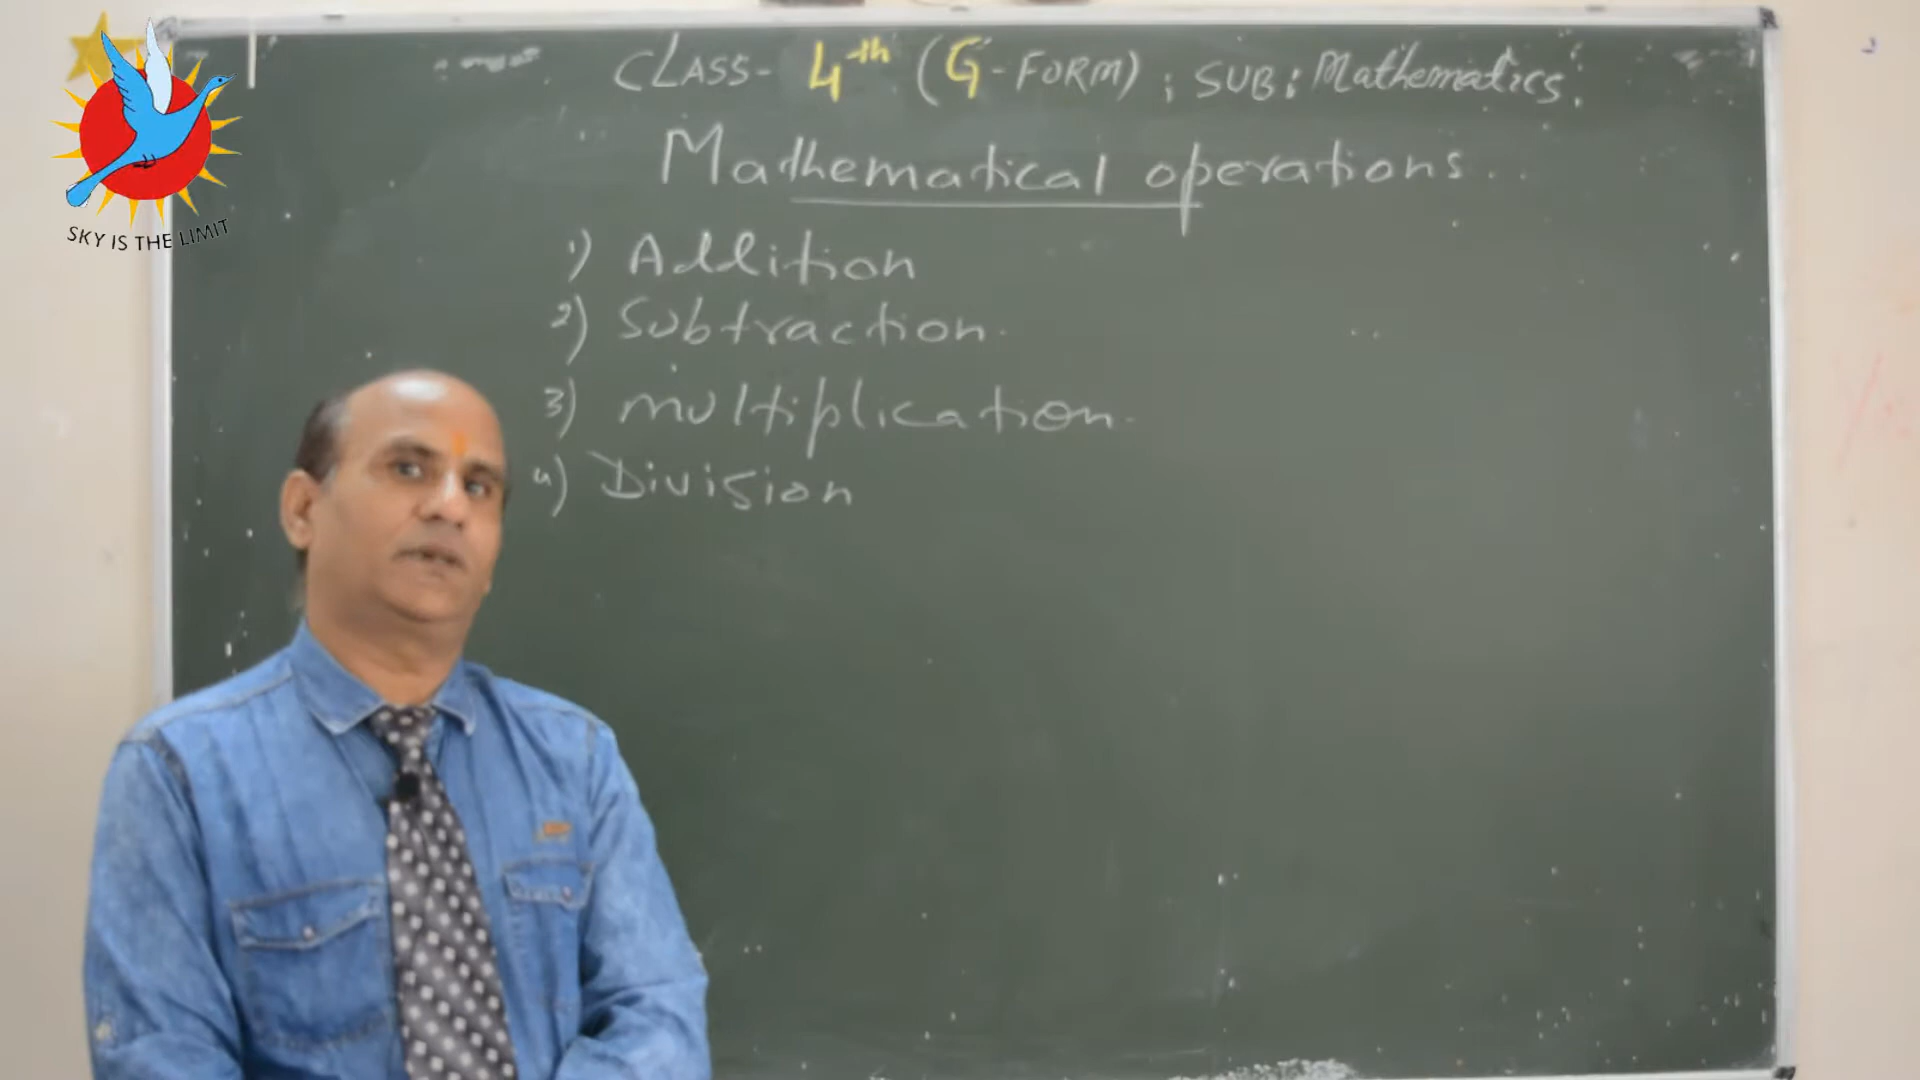 SKY IS THE LIMIT
CLASS- 4th (G-FORM) ; SUB: Mathematics.
Mathematical operations..
1) Addition
2) Subtraction.
3) multiplication.
4) Division